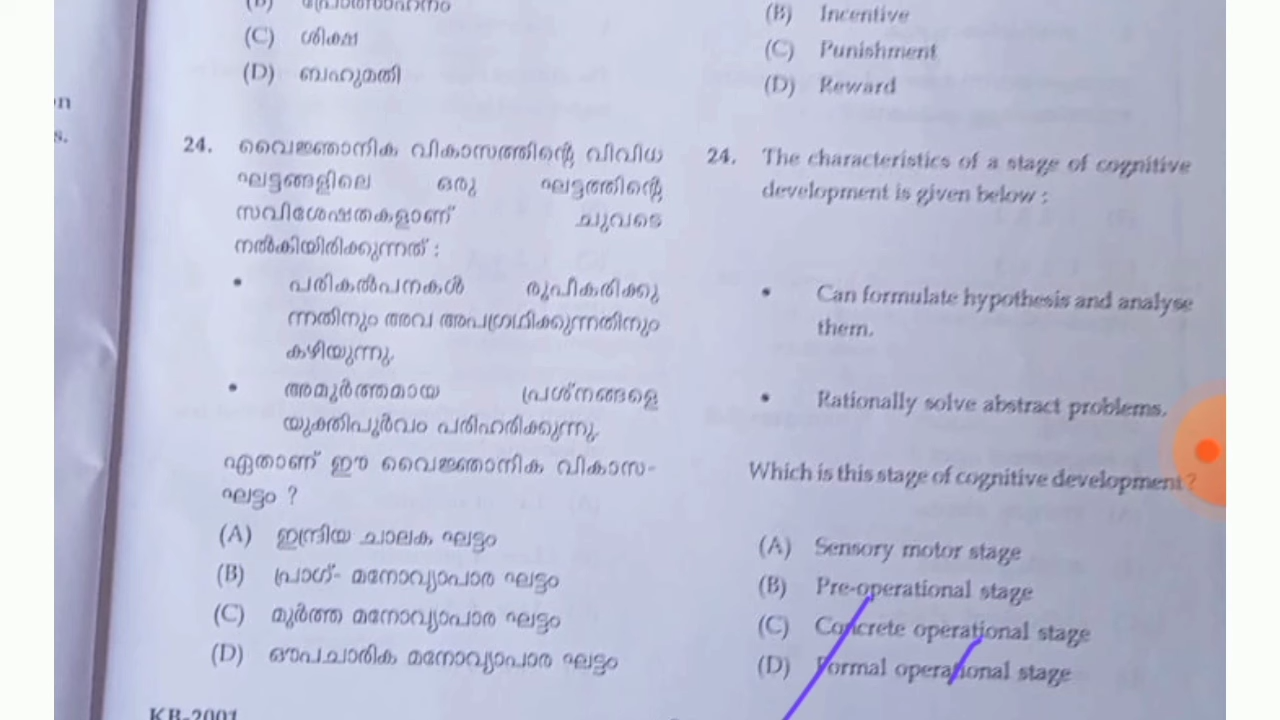 (B) പ്രോത്സാഹനം
(C) ശിക്ഷ
(D) ബഹുമതി
24. വൈജ്ഞാനിക വികാസത്തിന്റെ വിവിധ
ഘട്ടങ്ങളിലെ ഒരു ഘട്ടത്തിന്റെ
സവിശേഷതകളാണ് ചുവടെ
നൽകിയിരിക്കുന്നത് :
• പരികൽപനകൾ രൂപീകരിക്കു
ന്നതിനും അവ അപഗ്രഥിക്കുന്നതിനും
കഴിയുന്നു.
• അമൂർത്തമായ പ്രശ്നങ്ങളെ
യുക്തിപൂർവം പരിഹരിക്കുന്നു.
ഏതാണ് ഈ വൈജ്ഞാനിക വികാസ-
ഘട്ടം ?
(A) ഇന്ദ്രിയ ചാലക ഘട്ടം
(B) പ്രാഗ്- മനോവ്യാപാര ഘട്ടം
(C) മൂർത്ത മനോവ്യാപാര ഘട്ടം
(D) ഔപചാരിക മനോവ്യാപാര ഘട്ടം
KB-2001
(B) Incentive
(C) Punishment
(D) Reward
24. The characteristics of a stage of cognitive
development is given below :
• Can formulate hypothesis and analyse
them.
• Rationally solve abstract problems.
Which is this stage of cognitive development ?
(A) Sensory motor stage
(B) Pre-operational stage
(C) Concrete operational stage
(D) Formal operational stage